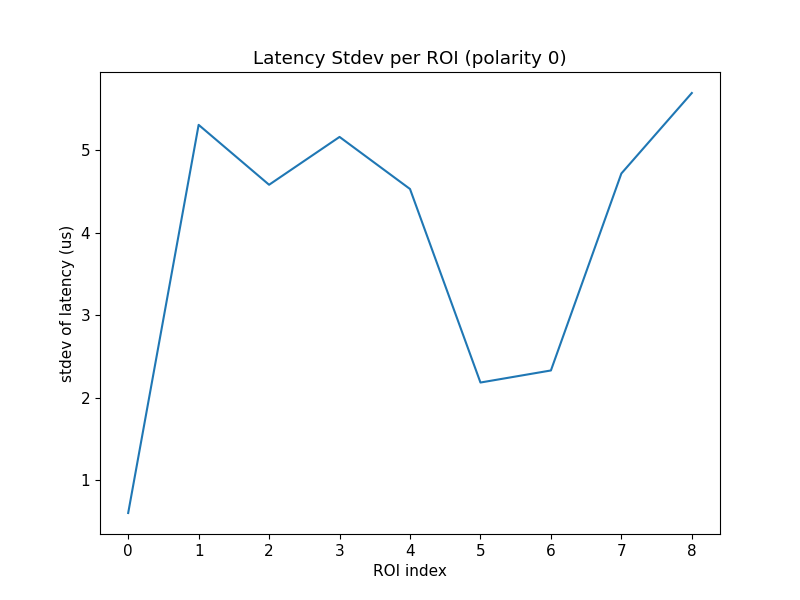 Latency Stdev per ROI (polarity 0)
stdev of latency (us)
5
4
3
2
1
0 1 2 3 4 5 6 7 8
ROI index